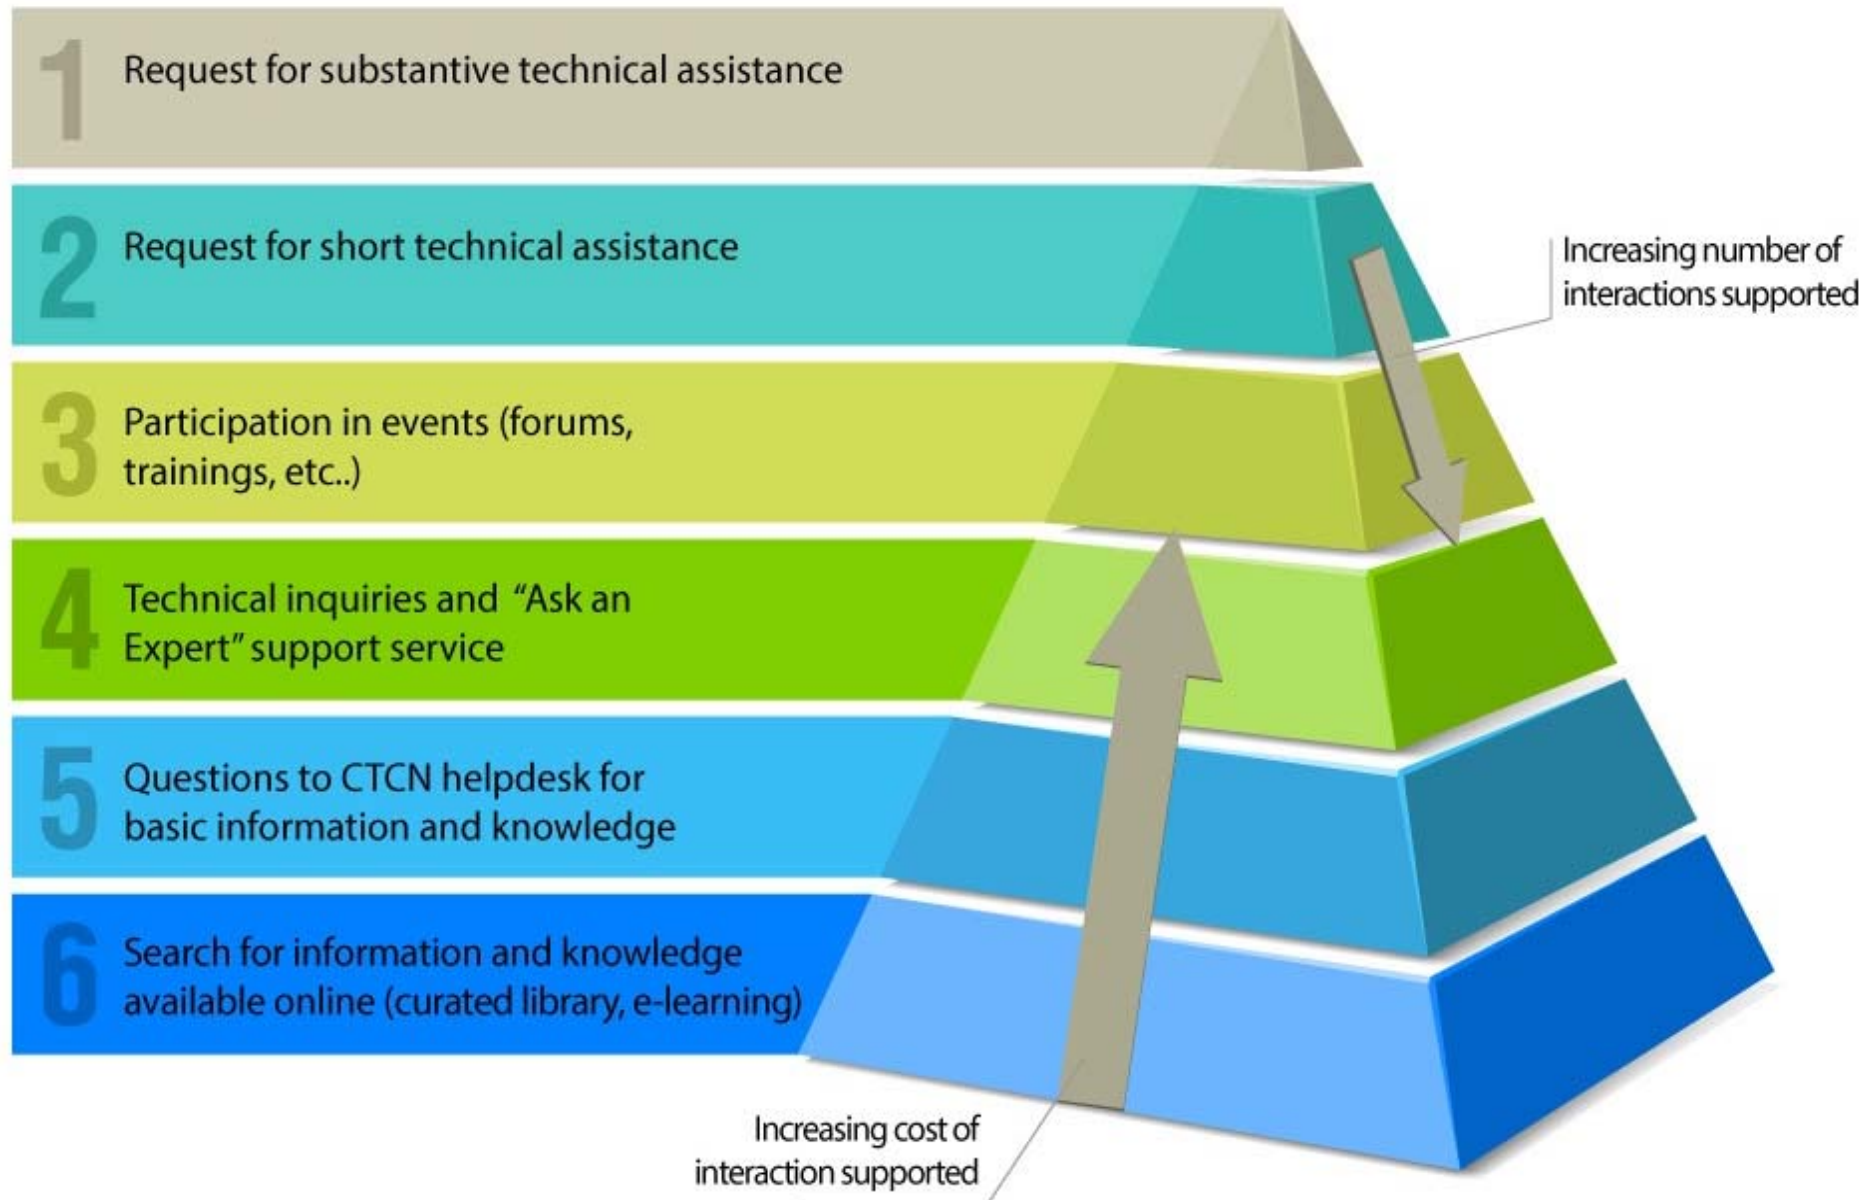 1
Request for substantive technical assistance
2
Request for short technical assistance
Increasing number of
interactions supported
3
Participation in events (forums,
trainings, etc..)
4
Technical inquiries and “Ask an
Expert” support service
5
Questions to CTCN helpdesk for
basic information and knowledge
6
Search for information and knowledge
available online (curated library, e-learning)
Increasing cost of
interaction supported